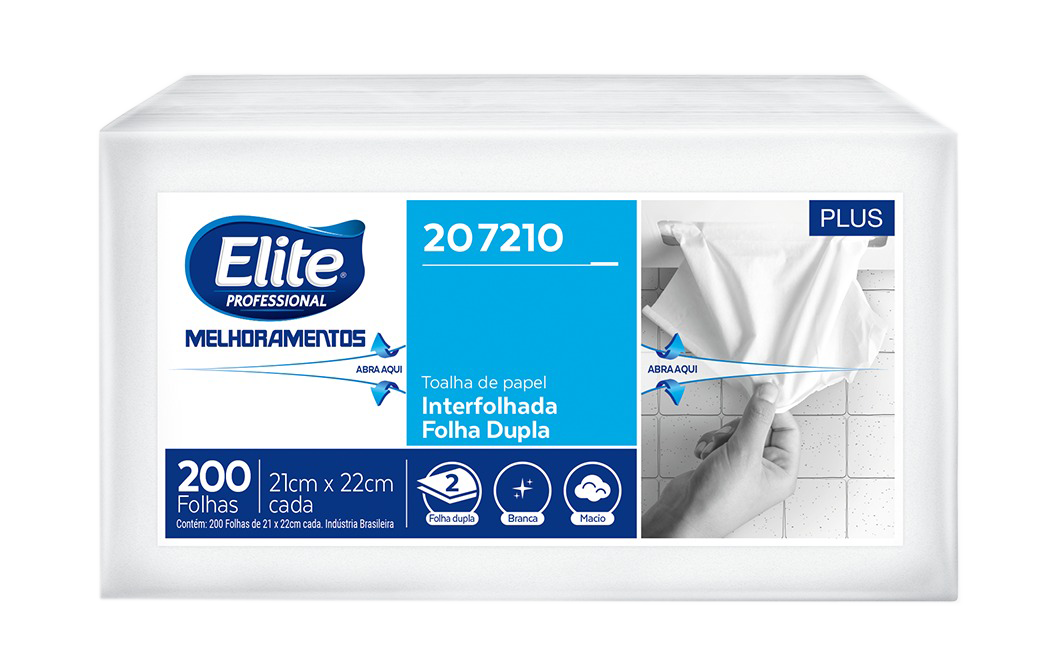 Elite®
PROFESSIONAL
MELHORAMENTOS
ABRA AQUI
207210
Toalha de papel
Interfolhada
Folha Dupla
PLUS
ABRA AQUI
200
Folhas
21cm x 22cm
cada
Contém: 200 Folhas de 21 x 22cm cada. Indústria Brasileira
2
Folha dupla
Branca
Macio